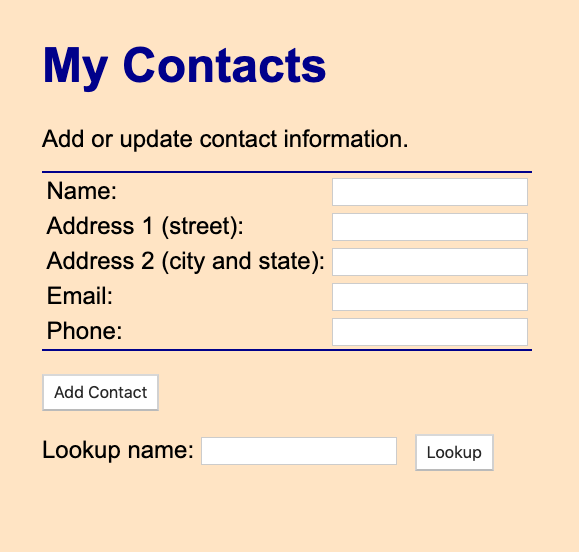 My Contacts
Add or update contact information.
Name:
Address 1 (street):
Address 2 (city and state):
Email:
Phone:
Add Contact
Lookup name: Lookup